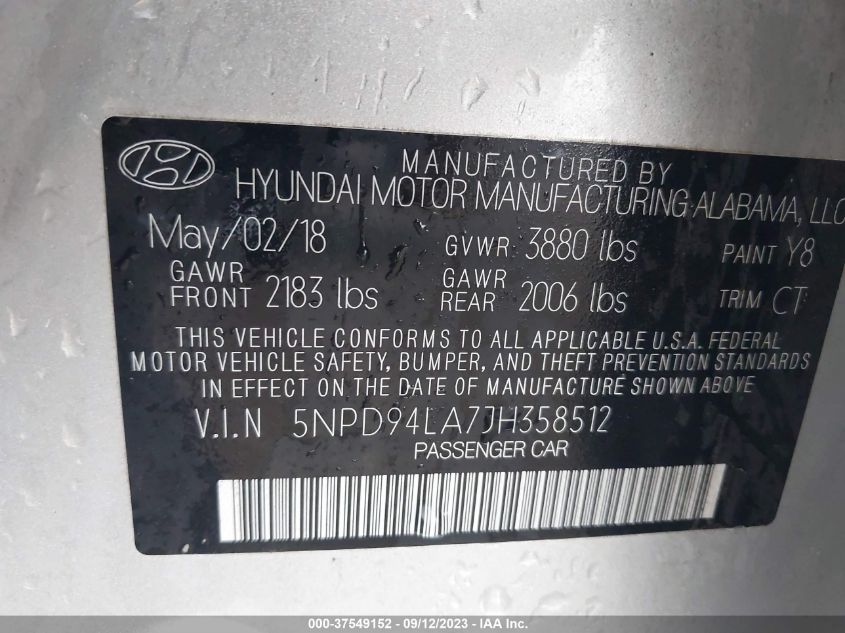 MANUFACTURED BY
HYUNDAI MOTOR MANUFACTURING ALABAMA, LLC
May/02/18 GVWR 3880 lbs PAINT Y8
GAWR FRONT 2183 lbs GAWR REAR 2006 lbs TRIM CT
THIS VEHICLE CONFORMS TO ALL APPLICABLE U.S.A. FEDERAL
MOTOR VEHICLE SAFETY, BUMPER, AND THEFT PREVENTION STANDARDS
IN EFFECT ON THE DATE OF MANUFACTURE SHOWN ABOVE
V.I.N 5NPD94LA7JH358512
PASSENGER CAR
000-37549152 - 09/12/2023 - IAA Inc.